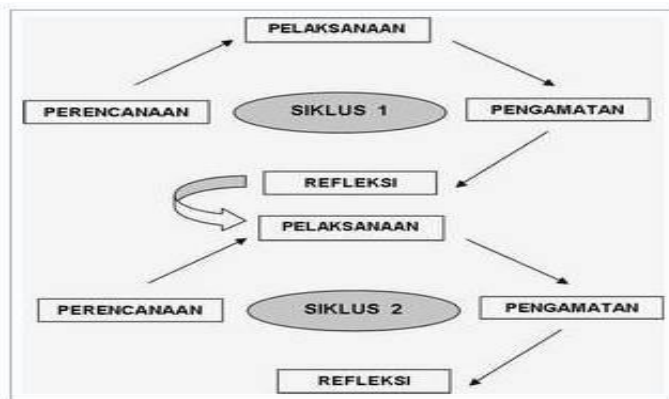 PELAKSANAAN
PERENCANAAN
SIKLUS 1
PENGAMATAN
REFLEKSI
PELAKSANAAN
PERENCANAAN
SIKLUS 2
PENGAMATAN
REFLEKSI